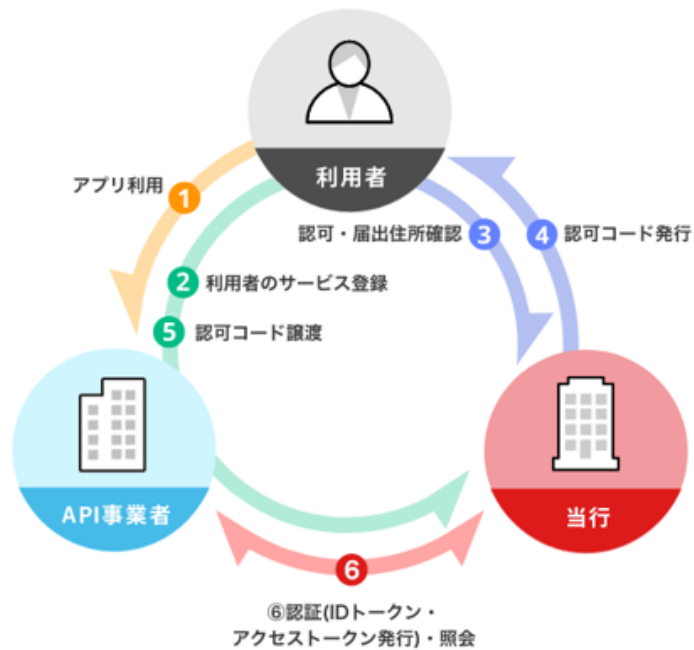 利用者
アプリ利用
1
認可・届出住所確認
3
4
認可コード発行
2
利用者のサービス登録
5
認可コード譲渡
API事業者
当行
6
⑥認証(IDトークン・
アクセストークン発行)・照会